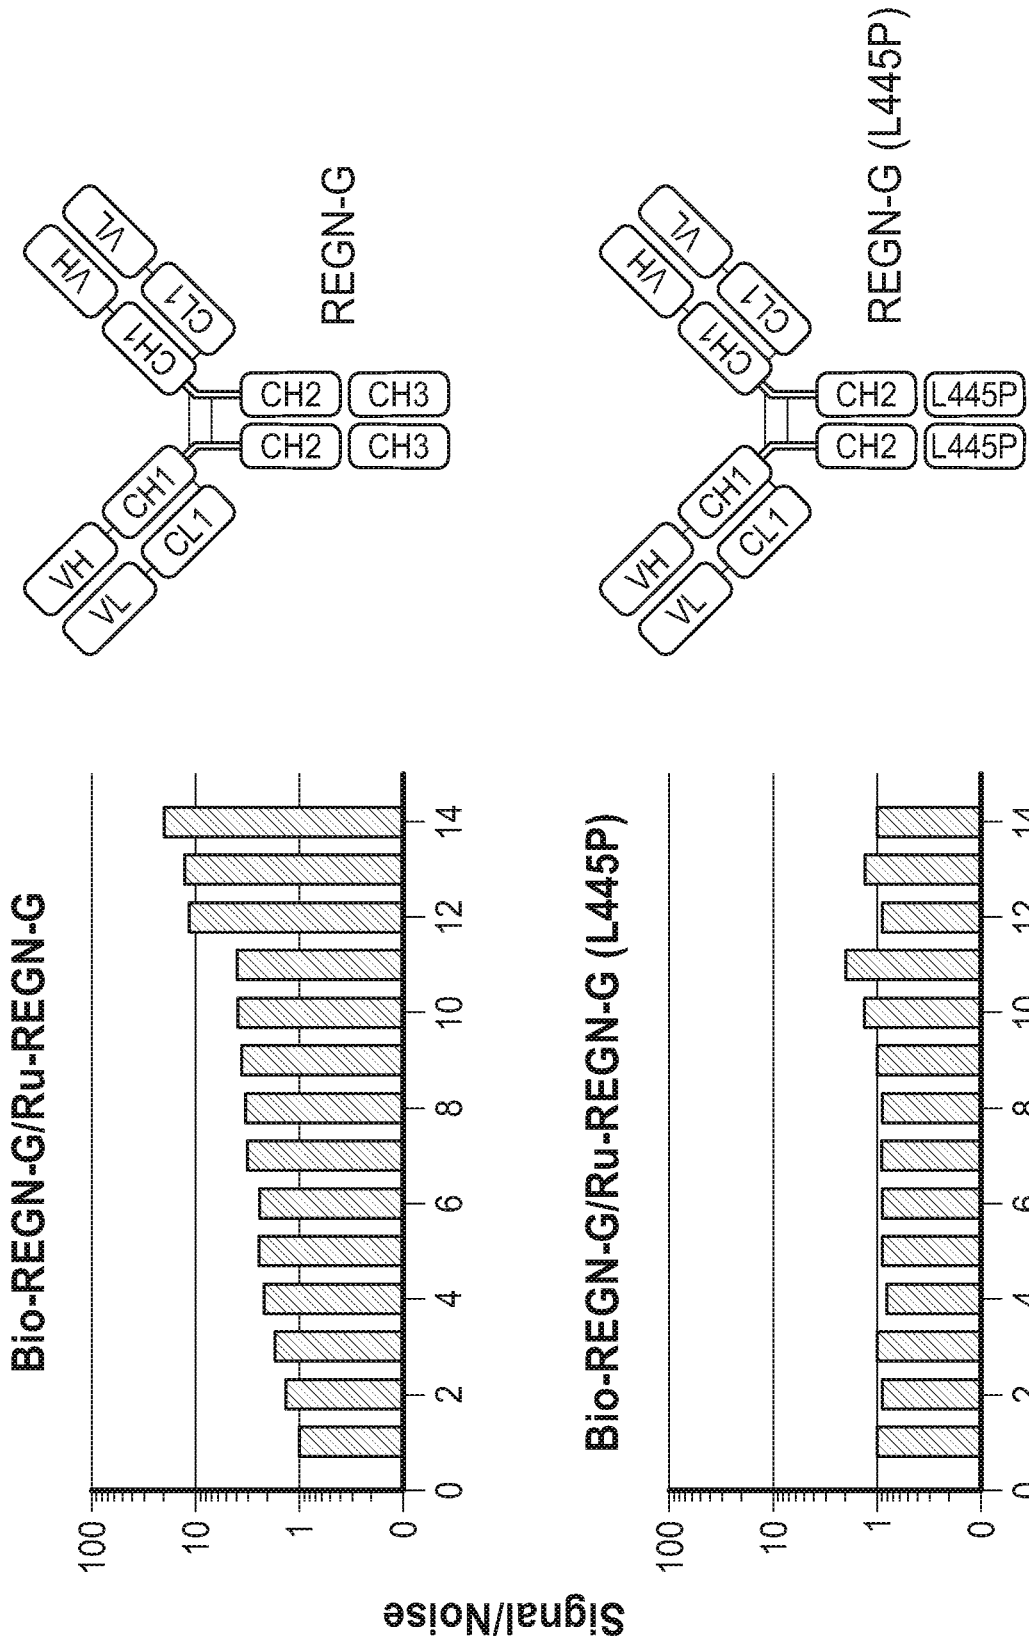 Bio-REGN-G/Ru-REGN-G
100
10
1
0
0 2 4 6 8 10 12 14
VH VH
VL VL
CH1 CH1
CL1 CL1
CH2 CH2
CH3 CH3
REGN-G
Signal/Noise
Bio-REGN-G/Ru-REGN-G (L445P)
100
10
1
0
0 2 4 6 8 10 12 14
VH VH
VL VL
CH1 CH1
CL1 CL1
CH2 CH2
L445P L445P
REGN-G (L445P)